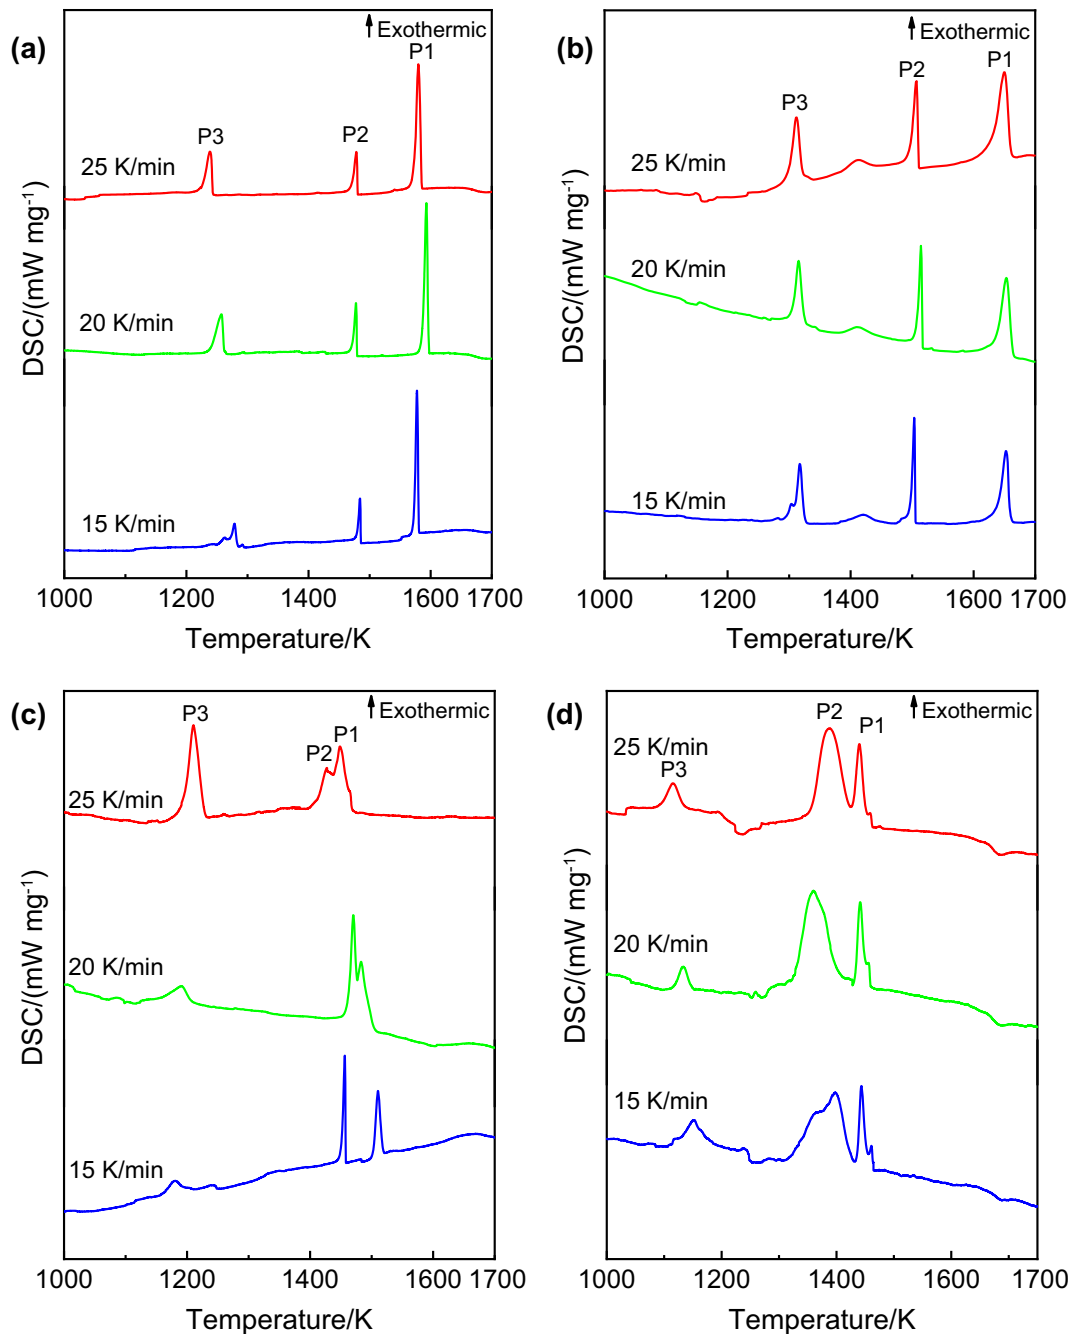 (a)
Exothermic
P1
P2
P3
25 K/min
20 K/min
15 K/min
DSC/(mW mg-1)
1000 1200 1400 1600 1700
Temperature/K
(b)
Exothermic
P1
P2
P3
25 K/min
20 K/min
15 K/min
DSC/(mW mg-1)
1000 1200 1400 1600 1700
Temperature/K
(c)
Exothermic
P3
P1
P2
25 K/min
20 K/min
15 K/min
DSC/(mW mg-1)
1000 1200 1400 1600 1700
Temperature/K
(d)
Exothermic
P2
P1
25 K/min
P3
20 K/min
15 K/min
DSC/(mW mg-1)
1000 1200 1400 1600 1700
Temperature/K